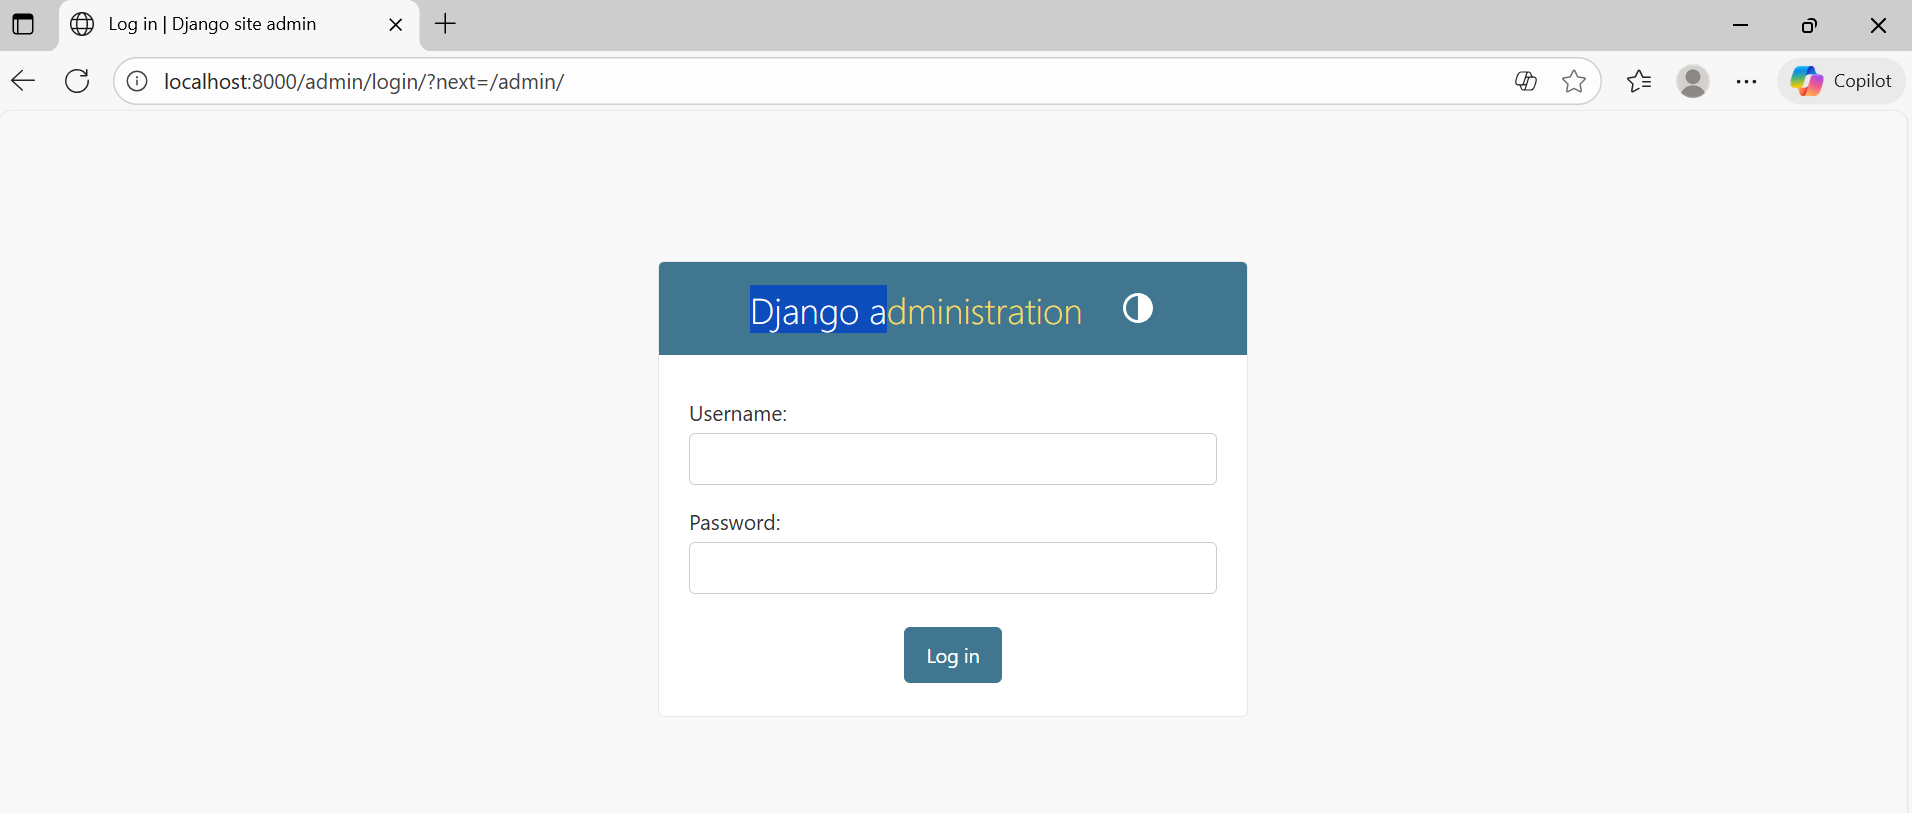 Log in | Django site admin
localhost:8000/admin/login/?next=/admin/
Copilot
Django administration
Username:
Password:
Log in